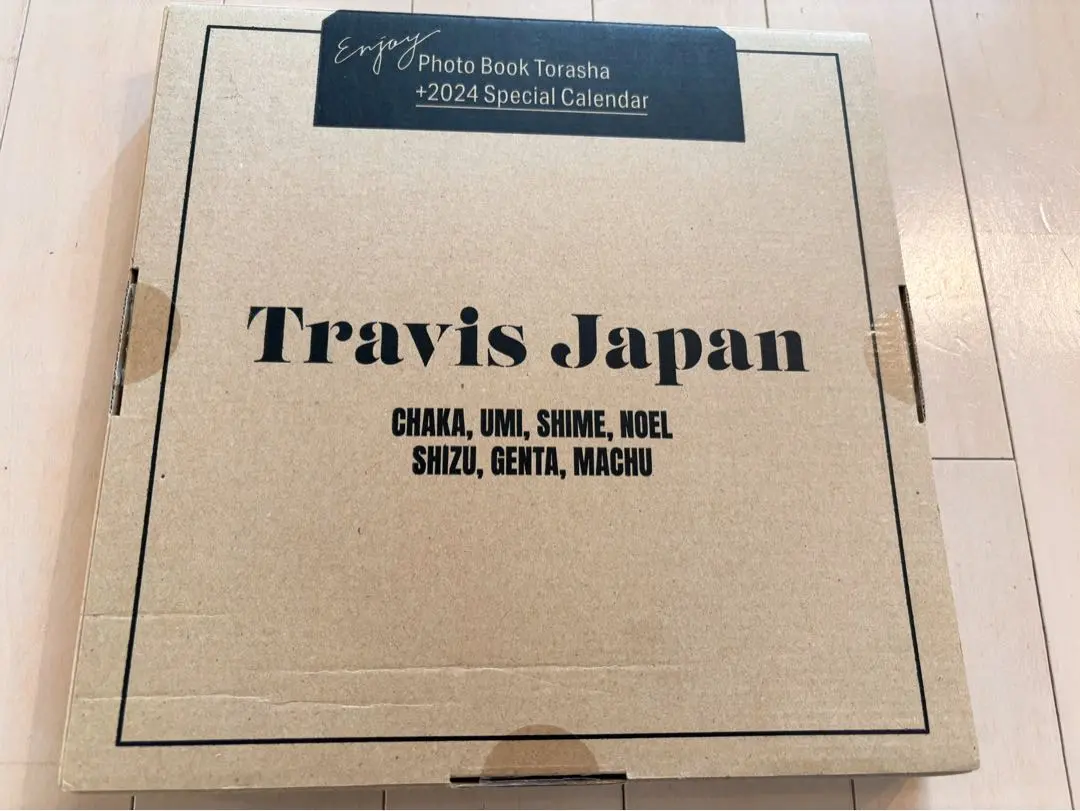 Enjoy
Photo Book Torasha
+2024 Special Calendar
Travis Japan
CHAKA, UMI, SHIME, NOEL
SHIZU, GENTA, MACHU